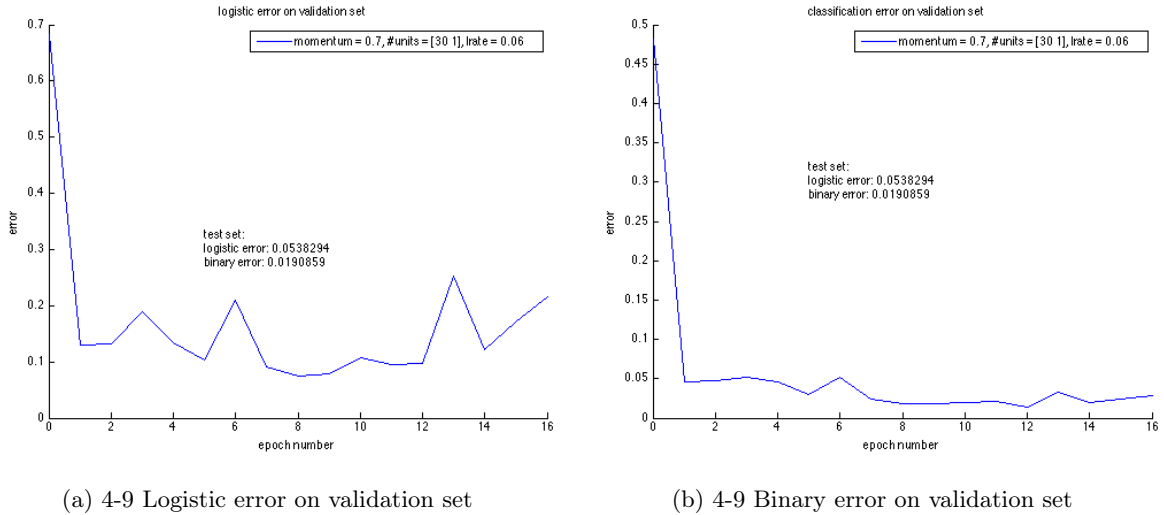 logistic error on validation set
momentum = 0.7, #units = [30 1], lrate = 0.06
0.7
0.6
0.5
0.4
0.3
0.2
0.1
0
error
test set:
logistic error: 0.0538294
binary error: 0.0190859
0 2 4 6 8 10 12 14 16
epoch number
(a) 4-9 Logistic error on validation set
classification error on validation set
momentum = 0.7, #units = [30 1], lrate = 0.06
0.5
0.45
0.4
0.35
0.3
0.25
0.2
0.15
0.1
0.05
0
error
test set:
logistic error: 0.0538294
binary error: 0.0190859
0 2 4 6 8 10 12 14 16
epoch number
(b) 4-9 Binary error on validation set